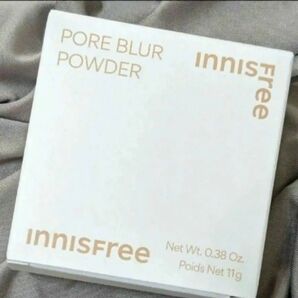 PORE BLUR
POWDER
INNISFree
INNISFree
Net Wt. 0.38 Oz.
Poids Net 11g